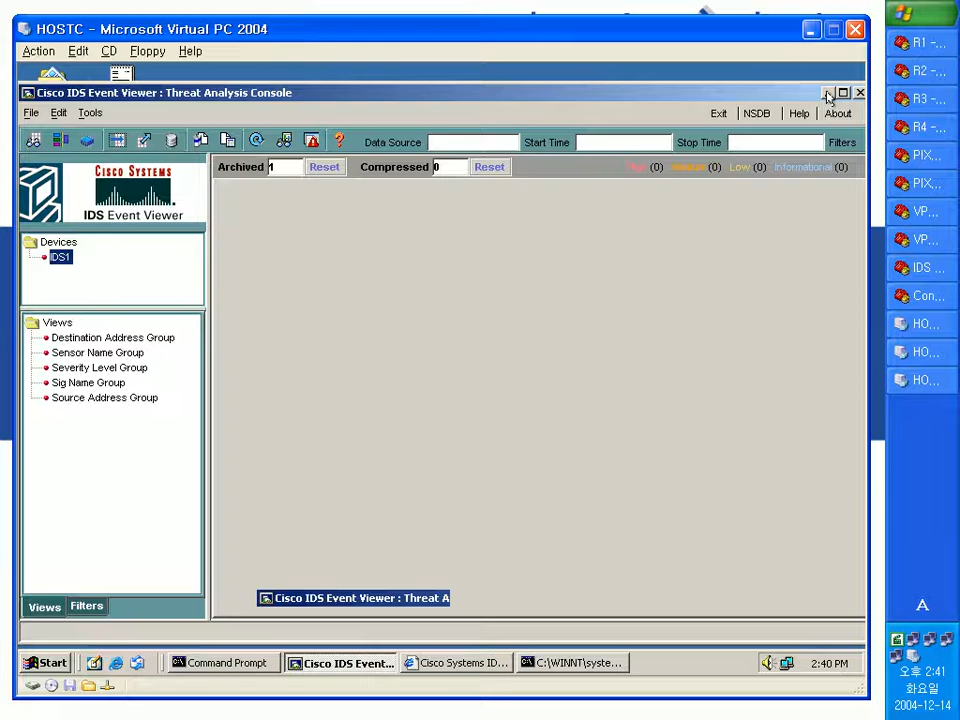 HOSTC - Microsoft Virtual PC 2004
Action Edit CD Floppy Help
Cisco IDS Event Viewer : Threat Analysis Console
File Edit Tools
Exit NSDB Help About
Data Source Start Time Stop Time Filters
CISCO SYSTEMS
IDS Event Viewer
Archived 1 Reset Compressed 0 Reset
(0) (0) Low (0) Informational (0)
Devices
IDS1
Views
Destination Address Group
Sensor Name Group
Severity Level Group
Sig Name Group
Source Address Group
Views Filters
Cisco IDS Event Viewer : Threat A
Start Command Prompt Cisco IDS Event... Cisco Systems ID... C:\WINNT\syste... 2:40 PM
R1 -...
R2 -...
R3 -...
R4 -...
PIX...
PIX...
VP...
VP...
IDS ...
Con...
HO...
HO...
HO...
A
오후 2:41
화요일
2004-12-14